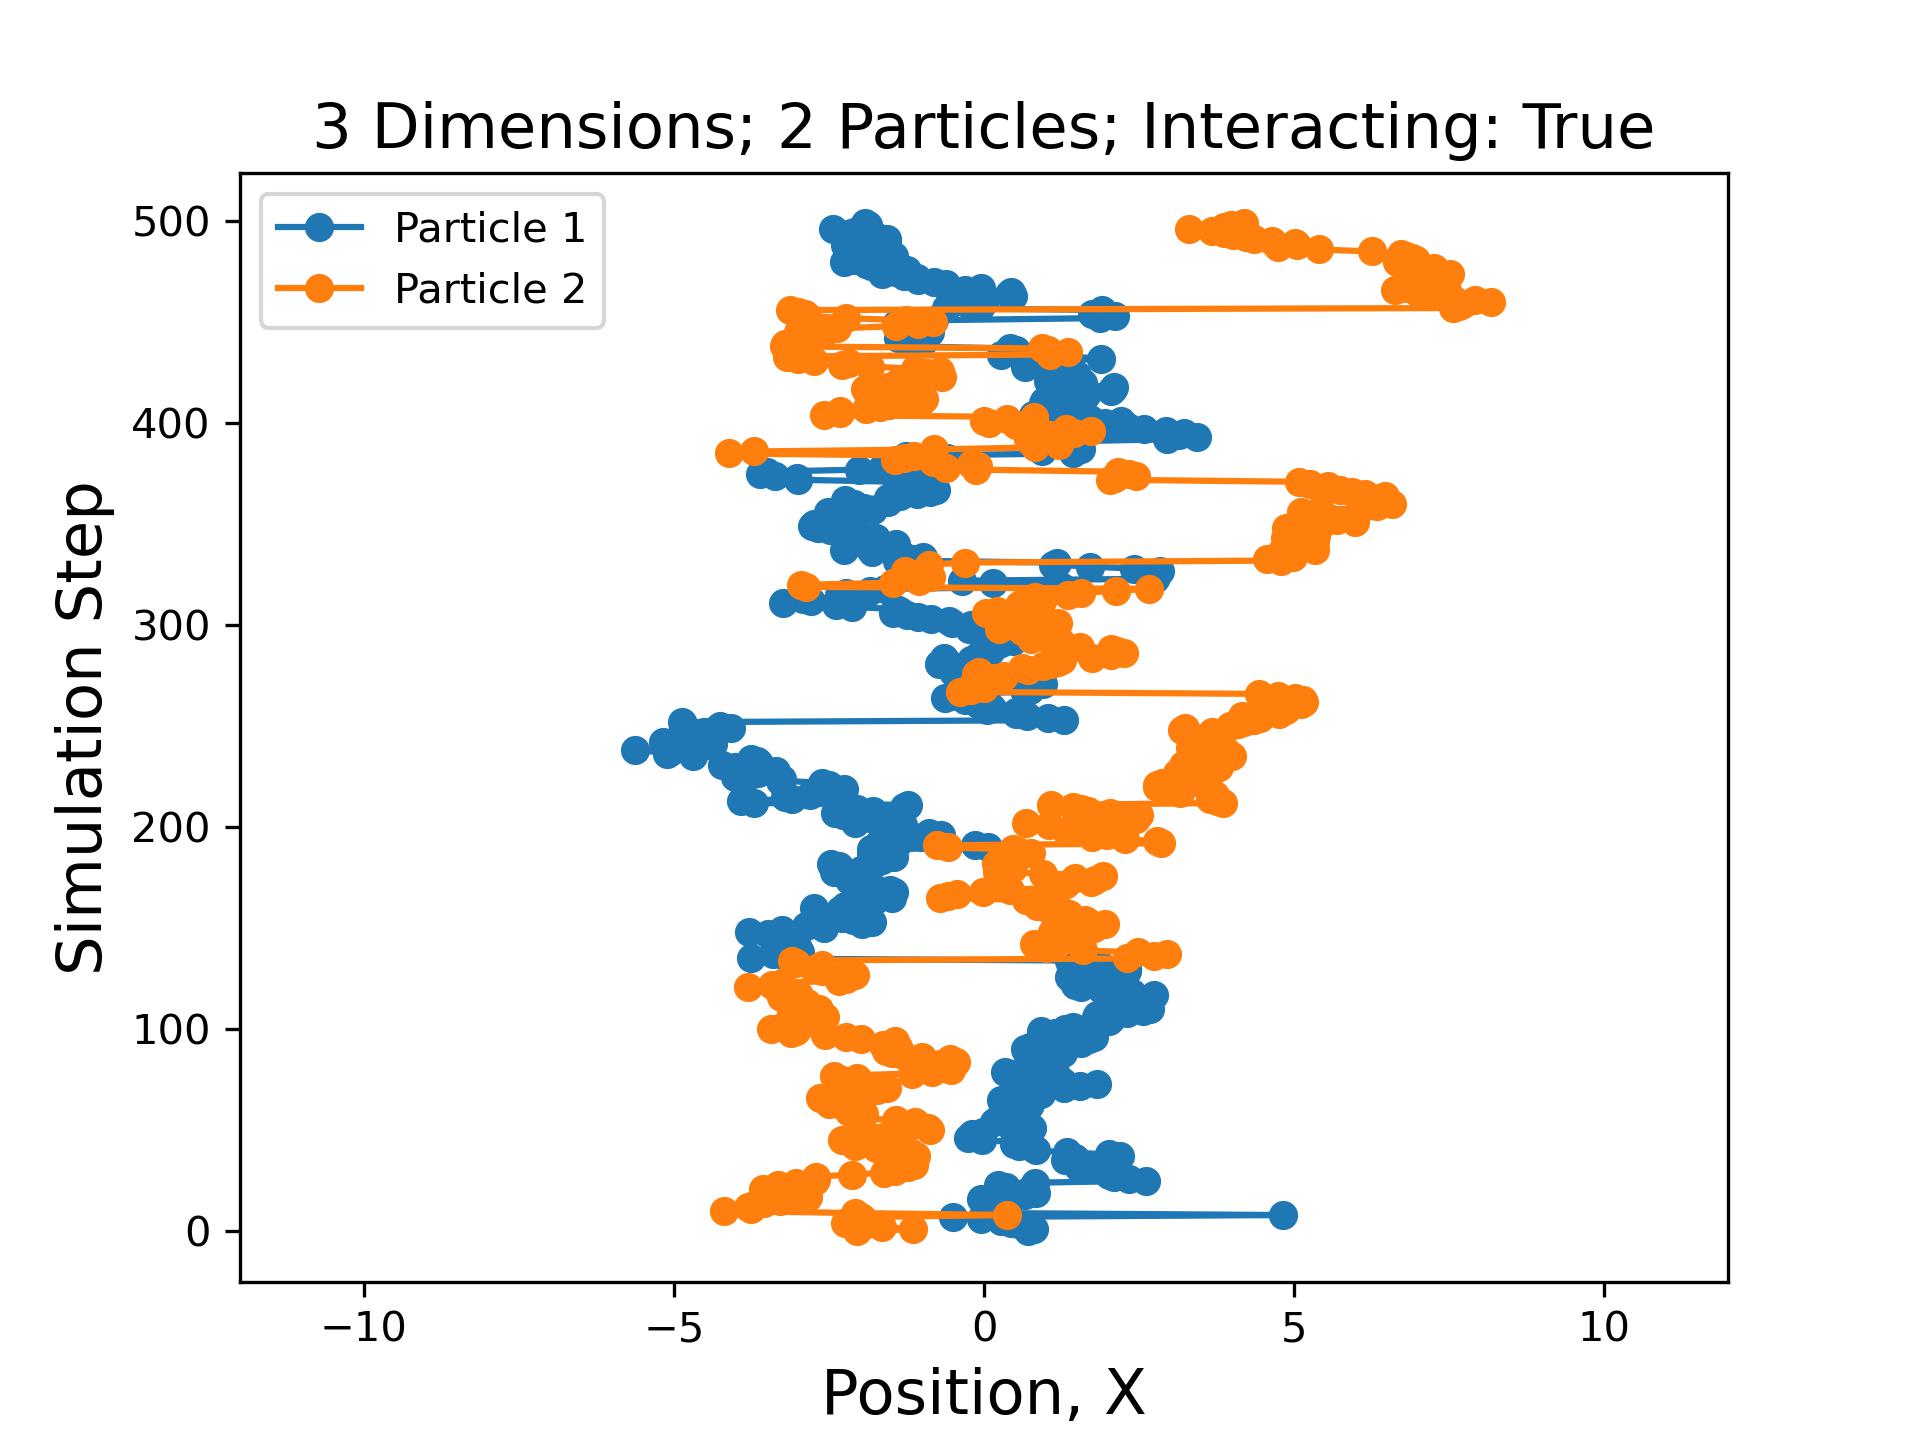 3 Dimensions; 2 Particles; Interacting: True
Particle 1
Particle 2
500
400
300
200
100
0
Simulation Step
−10
−5
0
5
10
Position, X